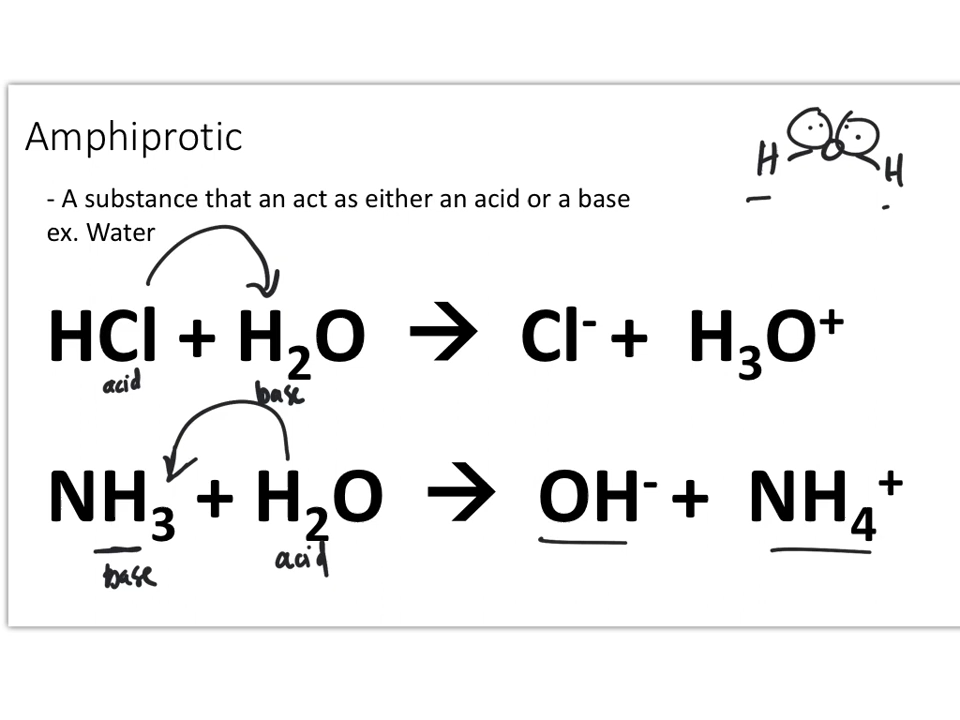 Amphiprotic
H O H
- A substance that an act as either an acid or a base
ex. Water
HCl + H₂O → Cl⁻ + H₃O⁺
acid base
NH₃ + H₂O → OH⁻ + NH₄⁺
base acid